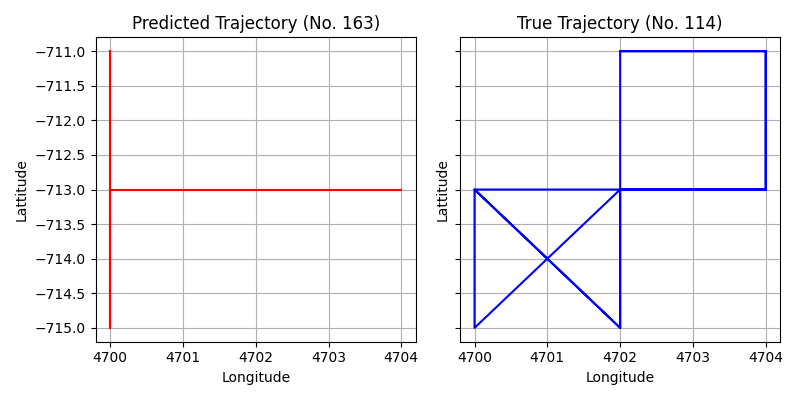 Predicted Trajectory (No. 163)
True Trajectory (No. 114)
−711.0
−711.5
−712.0
−712.5
−713.0
−713.5
−714.0
−714.5
−715.0
Lattitude
Lattitude
4700 4701 4702 4703 4704
4700 4701 4702 4703 4704
Longitude
Longitude